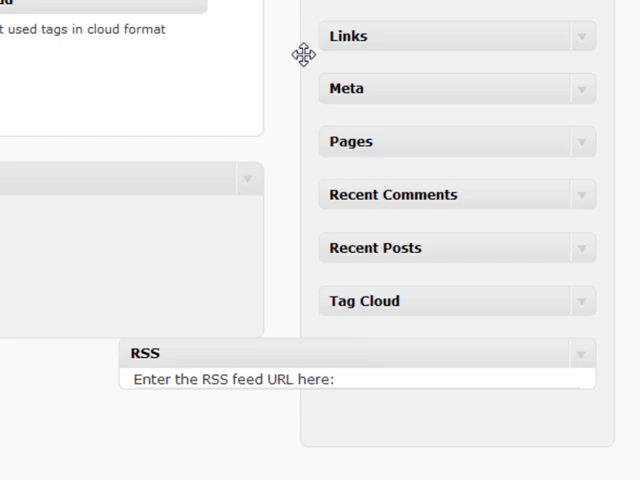 t used tags in cloud format
Links
Meta
Pages
Recent Comments
Recent Posts
Tag Cloud
RSS
Enter the RSS feed URL here: